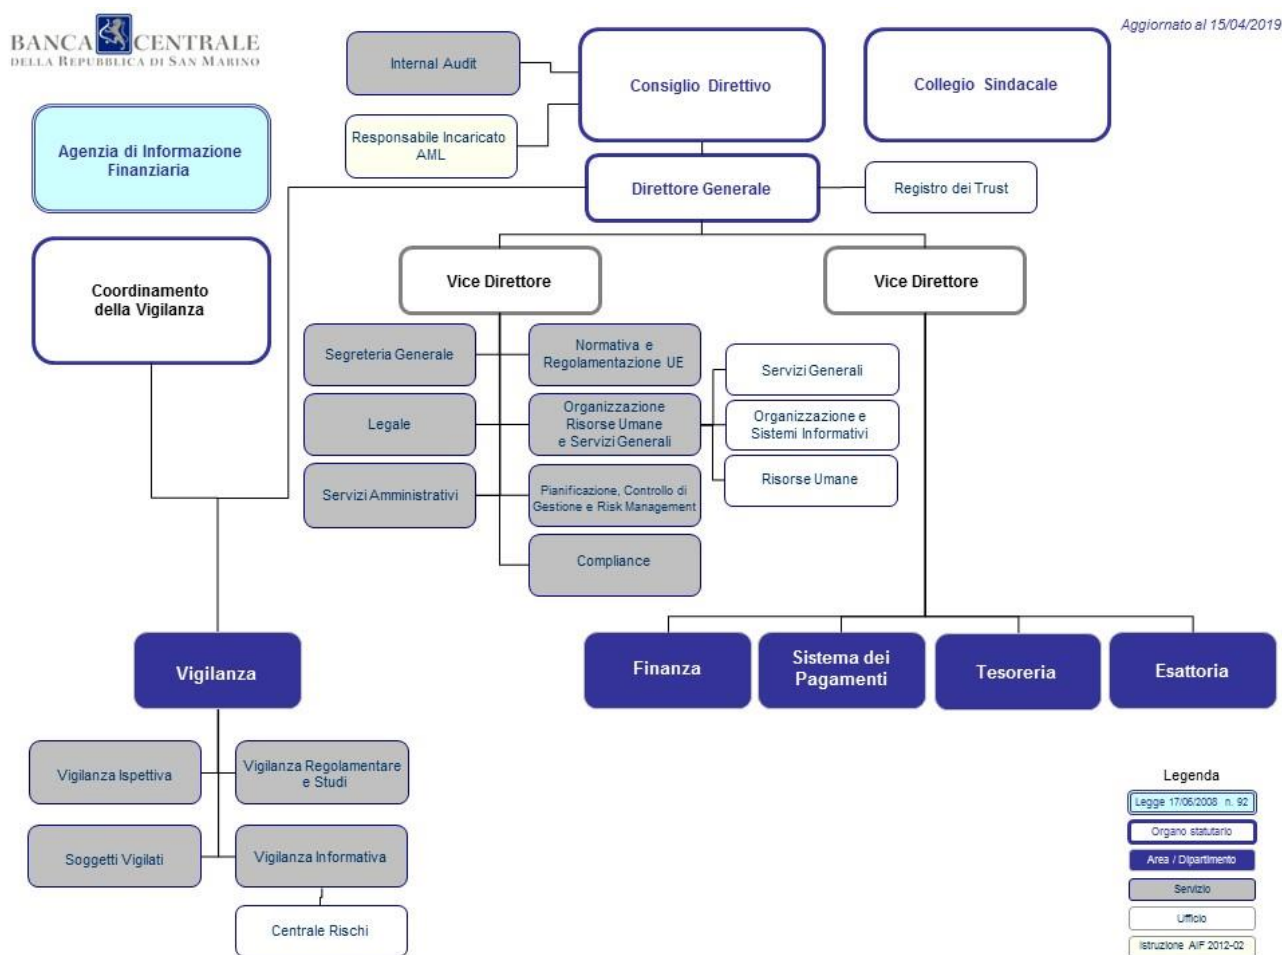 Aggiornato al 15/04/2019
BANCA CENTRALE
DELLA REPUBBLICA DI SAN MARINO
Internal Audit
Consiglio Direttivo
Collegio Sindacale
Agenzia di Informazione
Finanziaria
Responsabile Incaricato
AML
Direttore Generale
Registro dei Trust
Coordinamento
della Vigilanza
Vice Direttore
Vice Direttore
Segreteria Generale
Normativa e
Regolamentazione UE
Servizi Generali
Legale
Organizzazione
Risorse Umane
e Servizi Generali
Organizzazione e
Sistemi Informativi
Risorse Umane
Servizi Amministrativi
Pianificazione, Controllo di
Gestione e Risk Management
Compliance
Vigilanza
Finanza
Sistema dei
Pagamenti
Tesoreria
Esattoria
Vigilanza Ispettiva
Vigilanza Regolamentare
e Studi
Soggetti Vigilati
Vigilanza Informativa
Centrale Rischi
Legenda
Legge 17/06/2008 n. 92
Organo statutario
Area / Dipartimento
Servizio
Ufficio
Istruzione AIF 2012-02